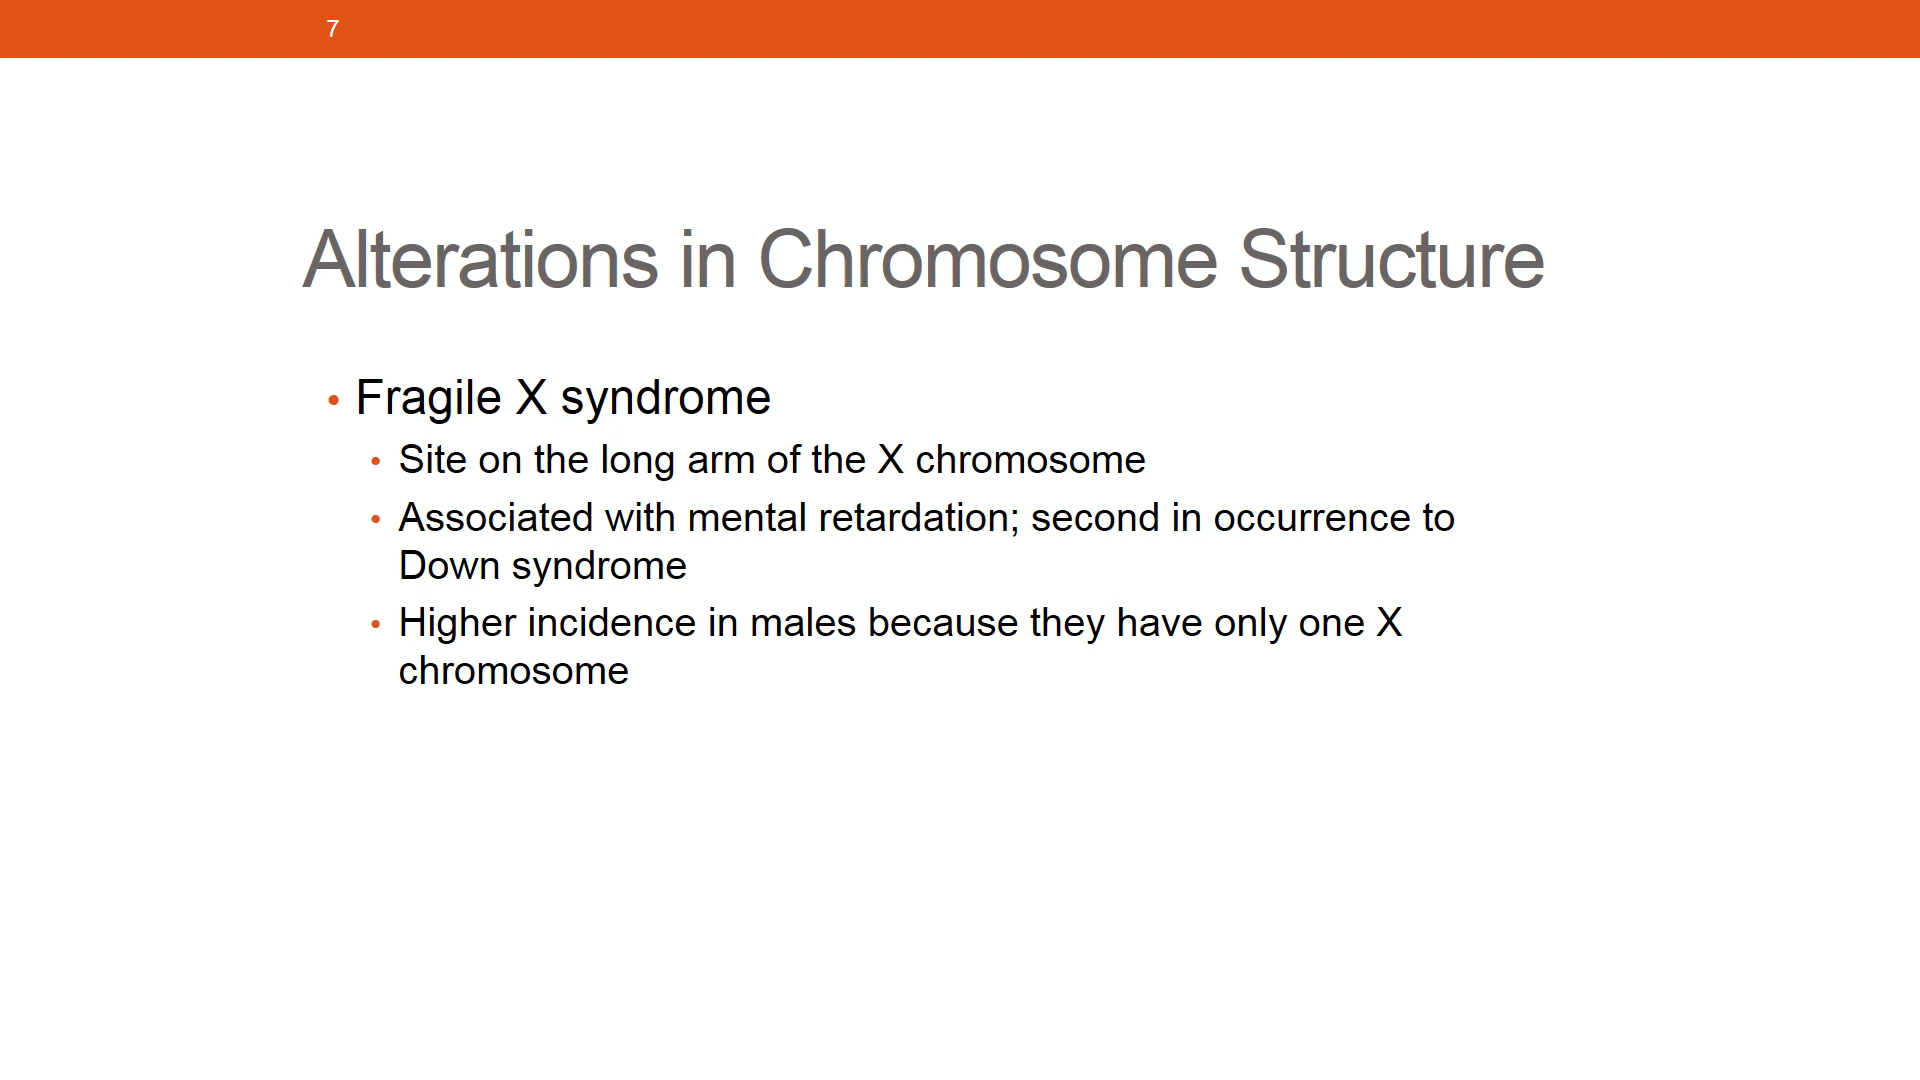 7
Alterations in Chromosome Structure
• Fragile X syndrome
• Site on the long arm of the X chromosome
• Associated with mental retardation; second in occurrence to
Down syndrome
• Higher incidence in males because they have only one X
chromosome